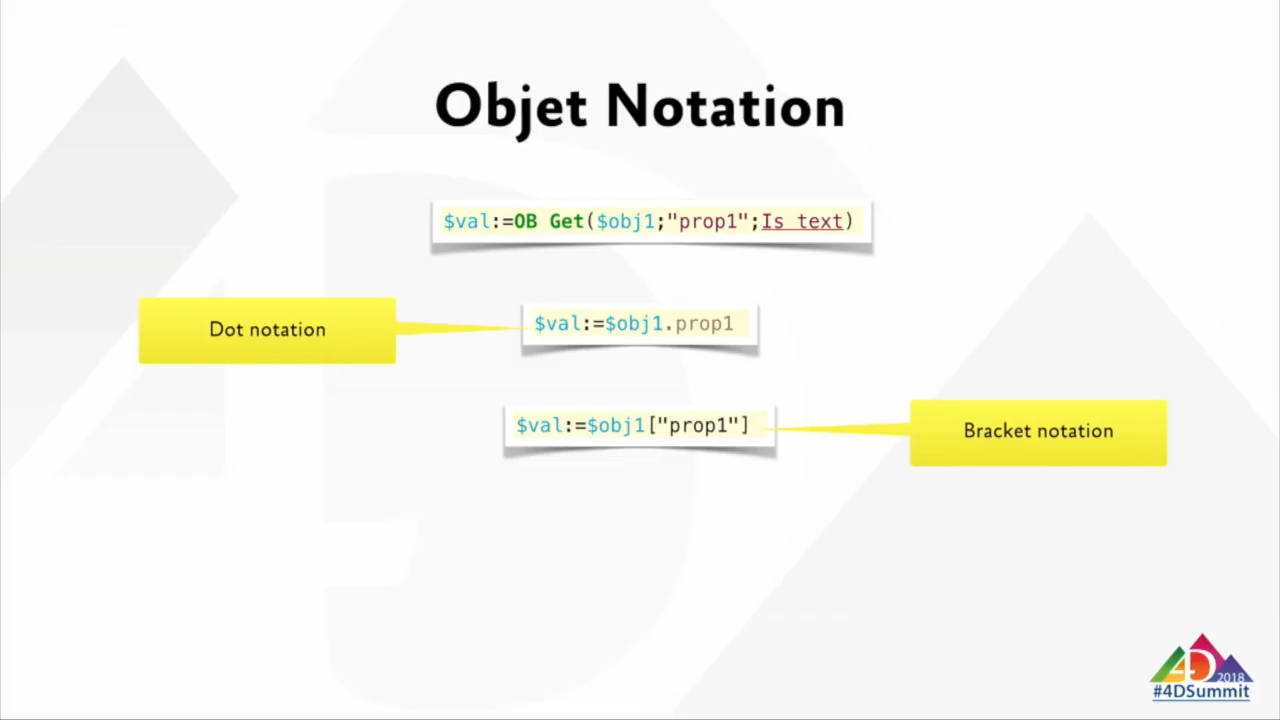 Objet Notation
$val:=OB Get($obj1;"prop1";Is text)
Dot notation
$val:=$obj1.prop1
$val:=$obj1["prop1"]
Bracket notation
4D
2018
#4DSummit